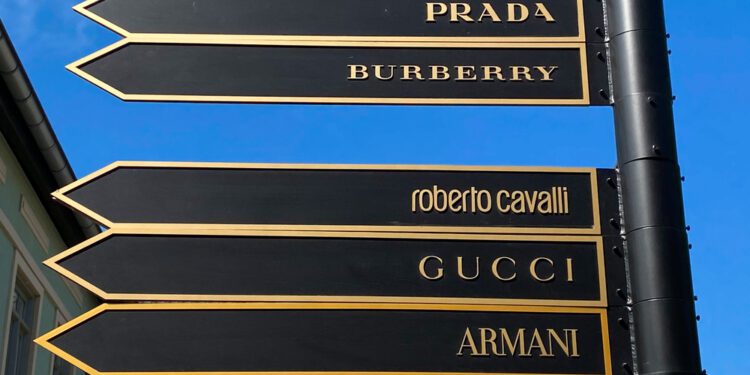 PRADA
BURBERRY
roberto cavalli
GUCCI
ARMANI